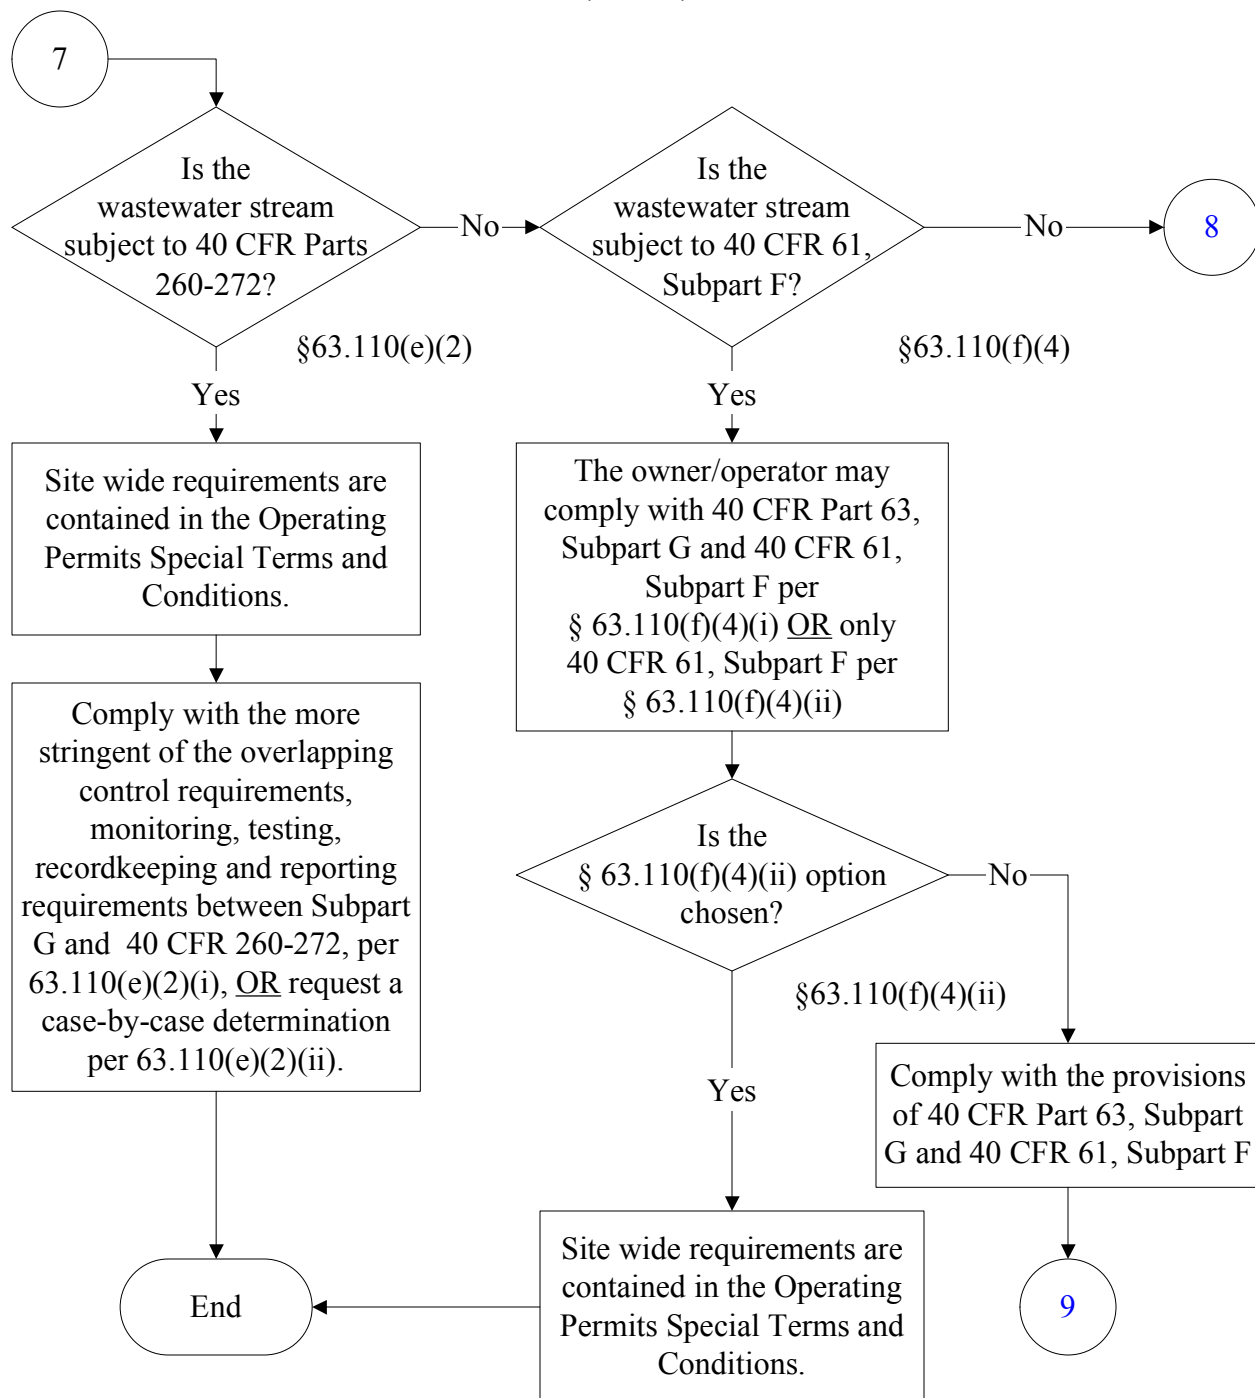 7
Is the
wastewater stream
subject to 40 CFR Parts
260-272?
No
Is the
wastewater stream
subject to 40 CFR 61,
Subpart F?
No
8
§63.110(e)(2)
§63.110(f)(4)
Yes
Yes
Site wide requirements are
contained in the Operating
Permits Special Terms and
Conditions.
The owner/operator may
comply with 40 CFR Part 63,
Subpart G and 40 CFR 61,
Subpart F per
§ 63.110(f)(4)(i) OR only
40 CFR 61, Subpart F per
§ 63.110(f)(4)(ii)
Comply with the more
stringent of the overlapping
control requirements,
monitoring, testing,
recordkeeping and reporting
requirements between Subpart
G and 40 CFR 260-272, per
63.110(e)(2)(i), OR request a
case-by-case determination
per 63.110(e)(2)(ii).
Is the
§ 63.110(f)(4)(ii) option
chosen?
No
§63.110(f)(4)(ii)
Yes
Comply with the provisions
of 40 CFR Part 63, Subpart
G and 40 CFR 61, Subpart F
End
Site wide requirements are
contained in the Operating
Permits Special Terms and
Conditions.
9